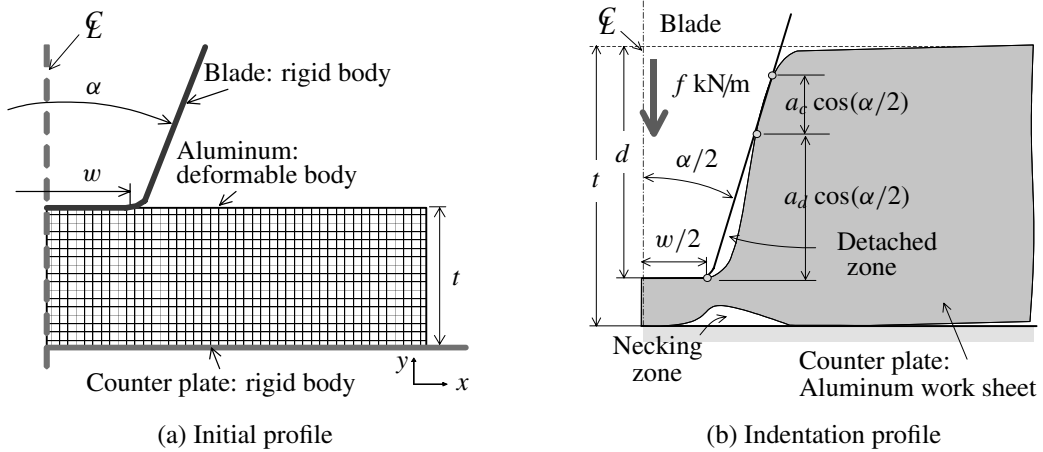 ℄
α
Blade: rigid body
w
Aluminum:
deformable body
t
Counter plate: rigid body
y
x
(a) Initial profile
℄
Blade
f kN/m
a_c cos(α/2)
d
t
α/2
a_d cos(α/2)
w/2
Detached
zone
Necking
zone
Counter plate:
Aluminum work sheet
(b) Indentation profile